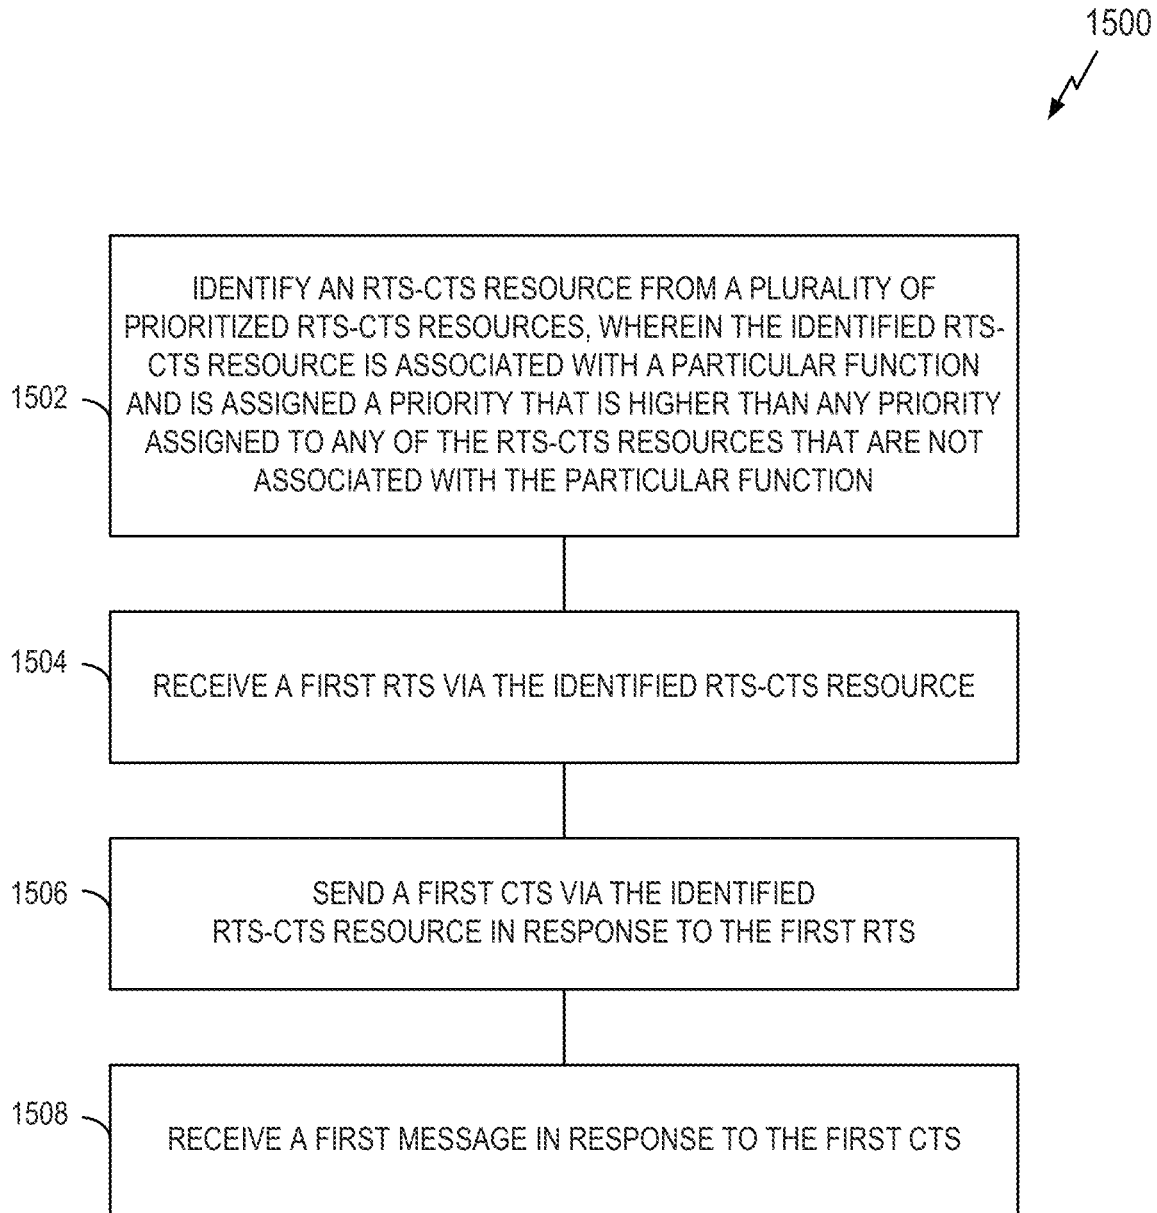 1500
IDENTIFY AN RTS-CTS RESOURCE FROM A PLURALITY OF
PRIORITIZED RTS-CTS RESOURCES, WHEREIN THE IDENTIFIED RTS-
CTS RESOURCE IS ASSOCIATED WITH A PARTICULAR FUNCTION
1502
AND IS ASSIGNED A PRIORITY THAT IS HIGHER THAN ANY PRIORITY
ASSIGNED TO ANY OF THE RTS-CTS RESOURCES THAT ARE NOT
ASSOCIATED WITH THE PARTICULAR FUNCTION
1504
RECEIVE A FIRST RTS VIA THE IDENTIFIED RTS-CTS RESOURCE
1506
SEND A FIRST CTS VIA THE IDENTIFIED
RTS-CTS RESOURCE IN RESPONSE TO THE FIRST RTS
1508
RECEIVE A FIRST MESSAGE IN RESPONSE TO THE FIRST CTS